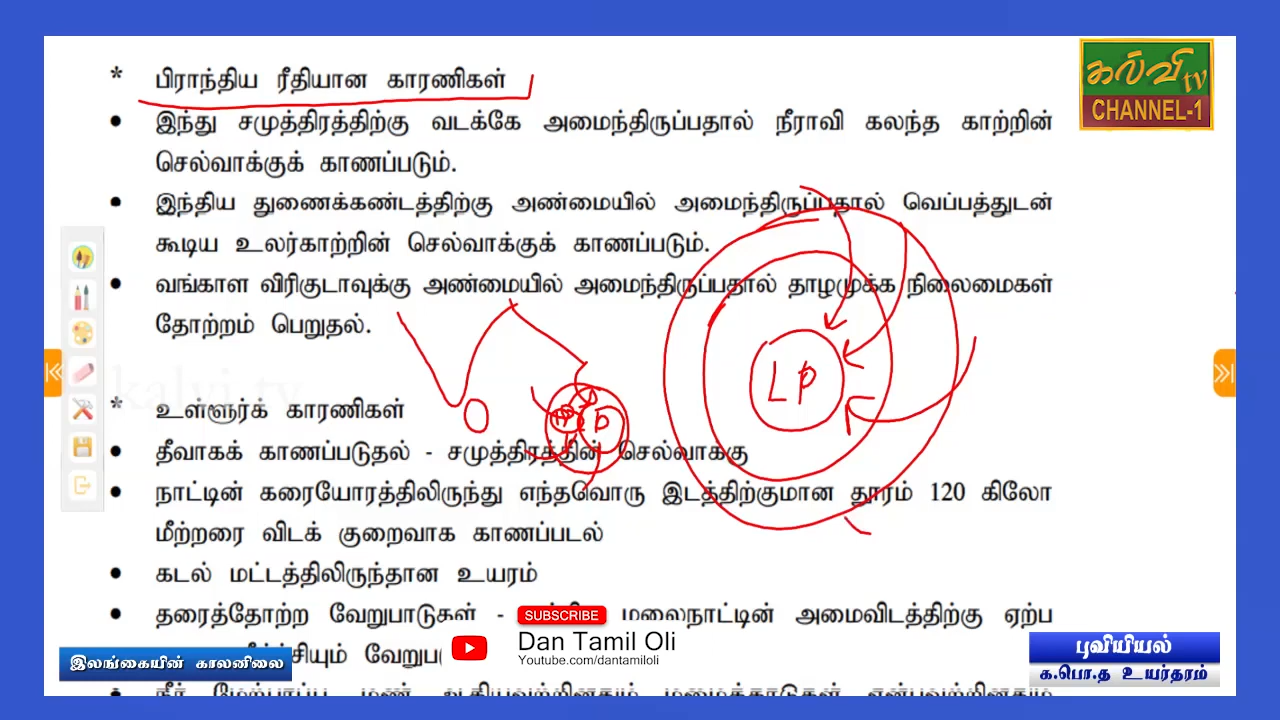 * பிராந்திய ரீதியான காரணிகள்
கல்வி tv
CHANNEL-1
• இந்து சமுத்திரத்திற்கு வடக்கே அமைந்திருப்பதால் நீராவி கலந்த காற்றின்
செல்வாக்குக் காணப்படும்.
• இந்திய துணைக்கண்டத்திற்கு அண்மையில் அமைந்திருப்பதால் வெப்பத்துடன்
கூடிய உலர்காற்றின் செல்வாக்குக் காணப்படும்.
• வங்காள விரிகுடாவுக்கு அண்மையில் அமைந்திருப்பதால் தாழமுக்க நிலைமைகள்
தோற்றம் பெறுதல்.
LP
kalvi tv
* உள்ளூர்க் காரணிகள்
• தீவாகக் காணப்படுதல் - சமுத்திரத்தின் செல்வாக்கு
• நாட்டின் கரையோரத்திலிருந்து எந்தவொரு இடத்திற்குமான தூரம் 120 கிலோ
மீற்றரை விடக் குறைவாக காணப்படல்
• கடல் மட்டத்திலிருந்தான உயரம்
• தரைத்தோற்ற வேறுபாடுகள் - மலைநாட்டின் அமைவிடத்திற்கு ஏற்ப
SUBSCRIBE
Dan Tamil Oli
Youtube.com/dantamiloli
இலங்கையின் காலனிலை
புவியியல்
க.பொ.த உயர்தரம்